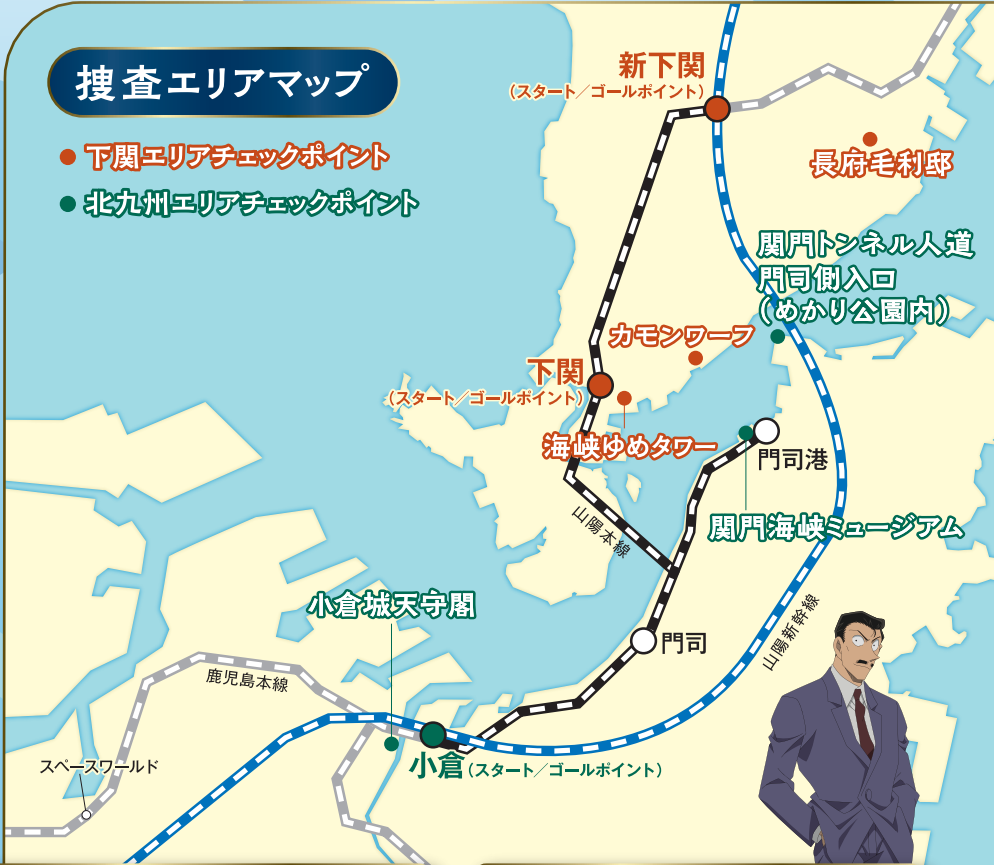 捜査エリアマップ
下関エリアチェックポイント
北九州エリアチェックポイント
新下関
（スタート／ゴールポイント）
長府毛利邸
関門トンネル人道
門司側入口
（めかり公園内）
カモンワーフ
下関
（スタート／ゴールポイント）
海峡ゆめタワー
門司港
山陽本線
関門海峡ミュージアム
小倉城天守閣
山陽新幹線
門司
鹿児島本線
スペースワールド
小倉（スタート／ゴールポイント）